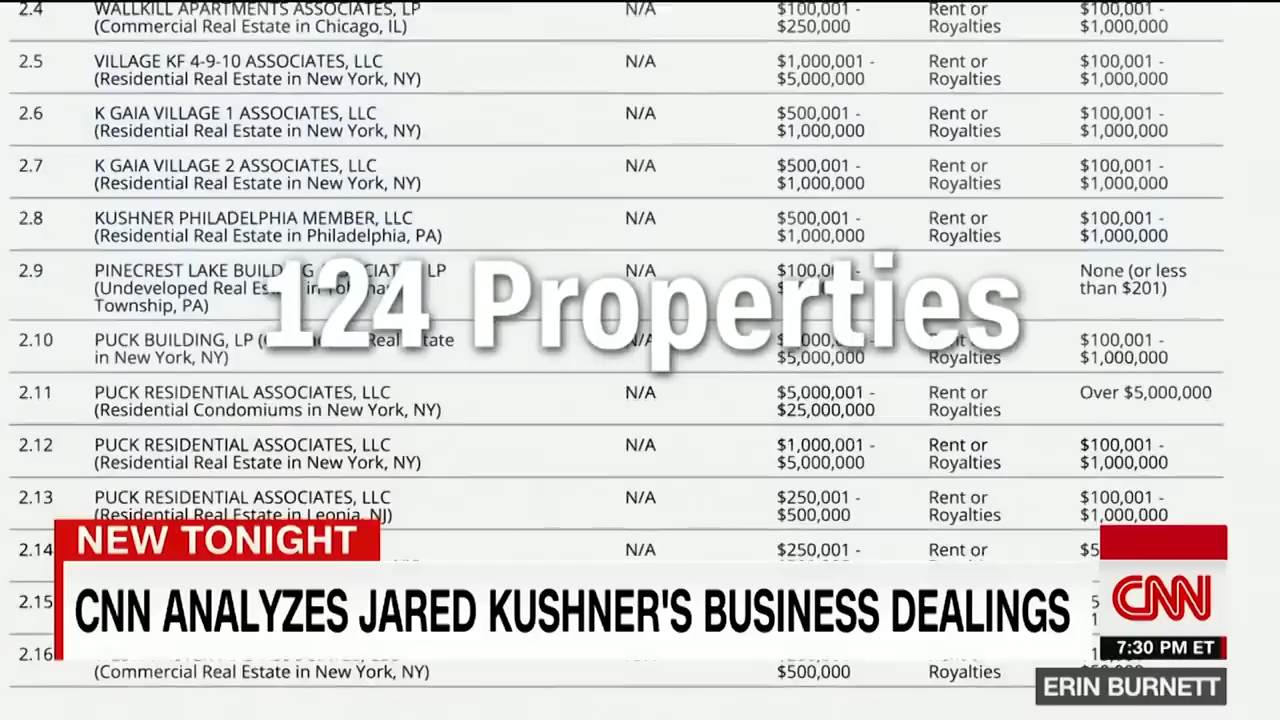 2.4 WALLKILL APARTMENTS ASSOCIATES, LP N/A $100,001 - Rent or $100,001 -
(Commercial Real Estate in Chicago, IL) $250,000 Royalties $1,000,000
2.5 VILLAGE KF 4-9-10 ASSOCIATES, LLC N/A $1,000,001 - Rent or $100,001 -
(Residential Real Estate in New York, NY) $5,000,000 Royalties $1,000,000
2.6 K GAIA VILLAGE 1 ASSOCIATES, LLC N/A $500,001 - Rent or $100,001 -
(Residential Real Estate in New York, NY) $1,000,000 Royalties $1,000,000
2.7 K GAIA VILLAGE 2 ASSOCIATES, LLC N/A $500,001 - Rent or $100,001 -
(Residential Real Estate in New York, NY) $1,000,000 Royalties $1,000,000
2.8 KUSHNER PHILADELPHIA MEMBER, LLC N/A $500,001 - Rent or $100,001 -
(Residential Real Estate in Philadelphia, PA) $1,000,000 Royalties $1,000,000
2.9 PINECREST LAKE LP N/A None (or less
(Undeveloped Real in than $201)
Township, PA)
124 Properties
2.10 PUCK BUILDING, LP $100,001 -
in New York, NY) $5,000,000 Royalties $1,000,000
2.11 PUCK RESIDENTIAL ASSOCIATES, LLC N/A $5,000,001 - Rent or Over $5,000,000
(Residential Condomiums in New York, NY) $25,000,000 Royalties
2.12 PUCK RESIDENTIAL ASSOCIATES, LLC N/A $1,000,001 - Rent or $100,001 -
(Residential Real Estate in New York, NY) $5,000,000 Royalties $1,000,000
2.13 PUCK RESIDENTIAL ASSOCIATES, LLC N/A $250,001 - Rent or $100,001 -
(Residential Real Estate in Leonia, NJ) $500,000 Royalties $1,000,000
2.14 N/A $250,001 - Rent or
NEW TONIGHT
2.15
CNN ANALYZES JARED KUSHNER'S BUSINESS DEALINGS
CNN
7:30 PM ET
2.16
(Commercial Real Estate in New York, NY) $500,000 Royalties
ERIN BURNETT